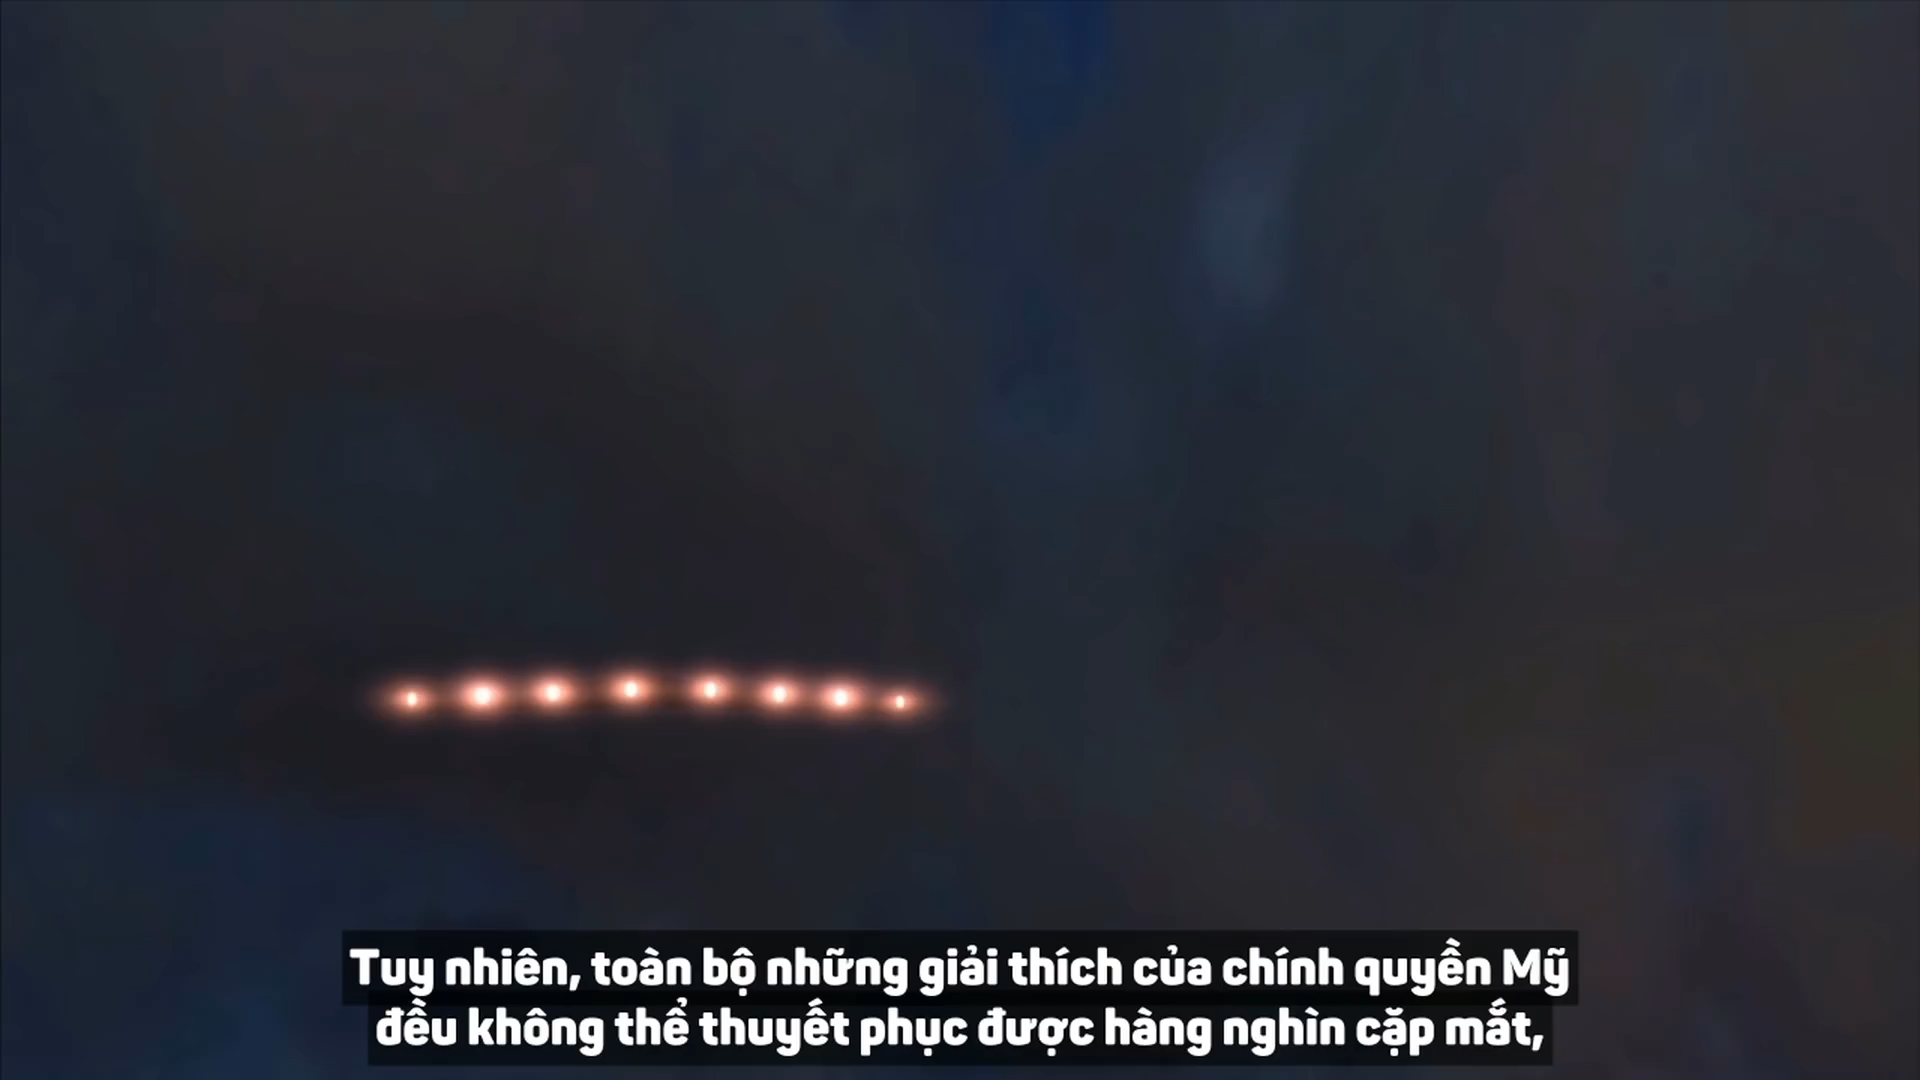 Tuy nhiên, toàn bộ những giải thích của chính quyền Mỹ
đều không thể thuyết phục được hàng nghìn cặp mắt,